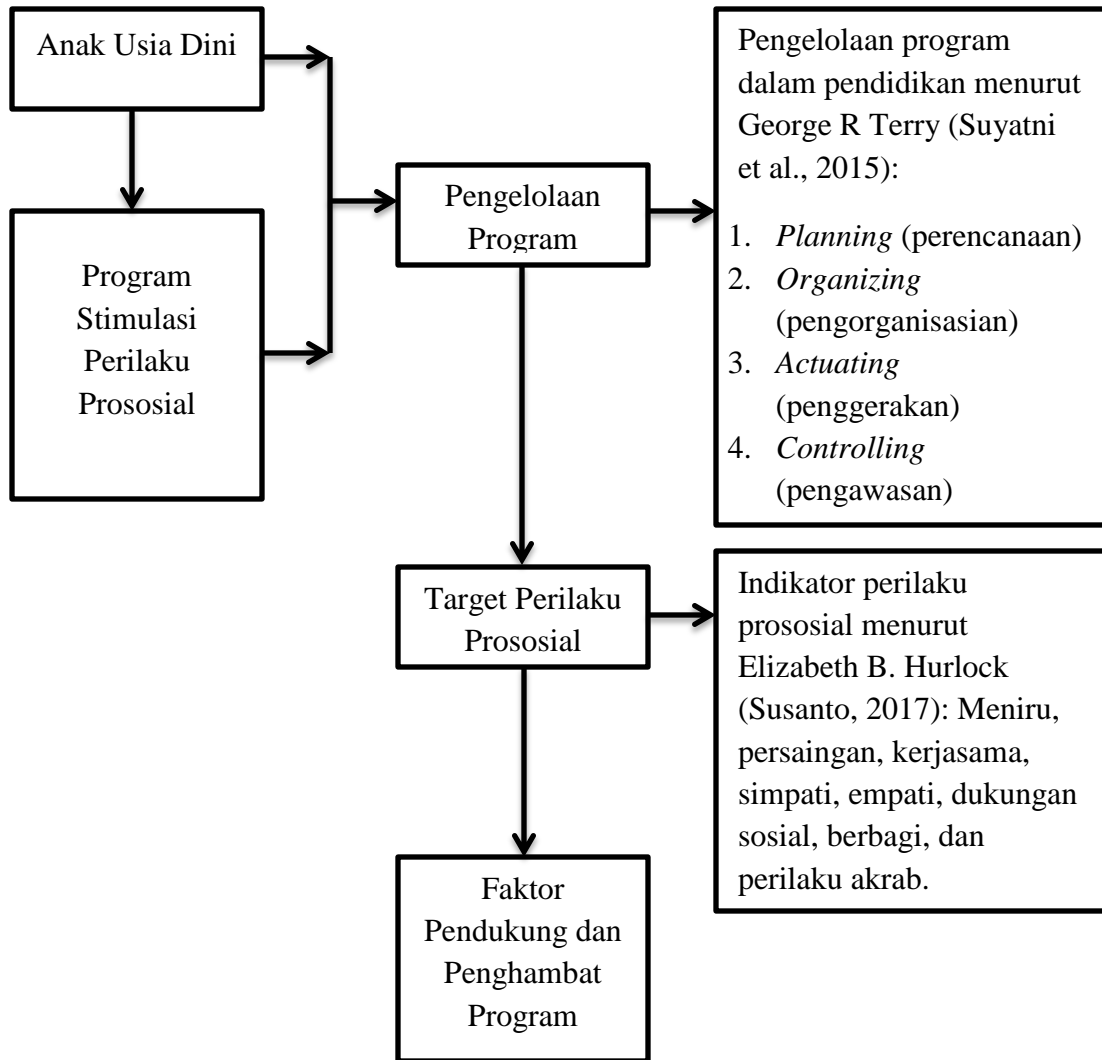 Anak Usia Dini
Program
Stimulasi
Perilaku
Prososial
Pengelolaan
Program
Pengelolaan program
dalam pendidikan menurut
George R Terry (Suyatni
et al., 2015):
1. Planning (perencanaan)
2. Organizing
(pengorganisasian)
3. Actuating
(penggerakan)
4. Controlling
(pengawasan)
Target Perilaku
Prososial
Indikator perilaku
prososial menurut
Elizabeth B. Hurlock
(Susanto, 2017): Meniru,
persaingan, kerjasama,
simpati, empati, dukungan
sosial, berbagi, dan
perilaku akrab.
Faktor
Pendukung dan
Penghambat
Program